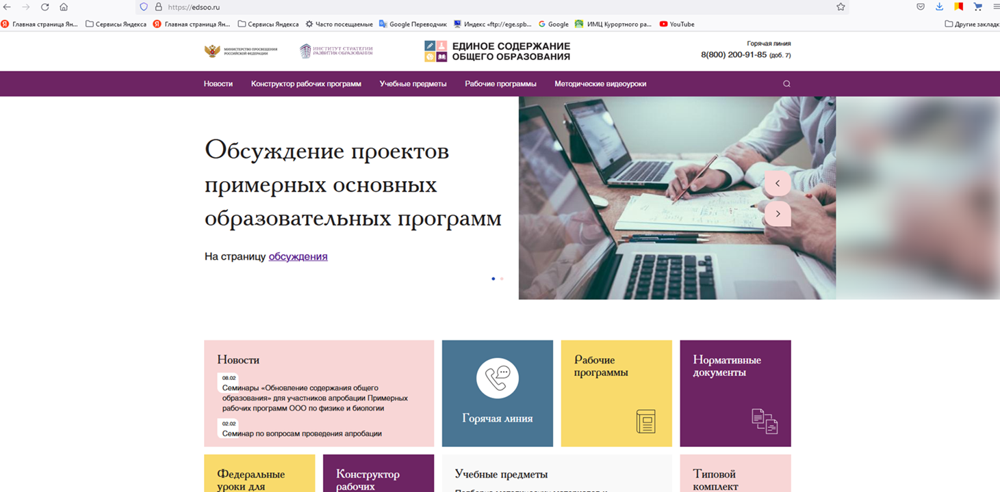 https://edsoo.ru
Главная страница Ян...
Сервисы Яндекса
Главная страница Ян...
Сервисы Яндекса
Часто посещаемые
Google Переводчик
Индекс «ftp://ege.spb...
Google
ИМЦ Курортного ра...
YouTube
Другие закладк
МИНИСТЕРСТВО ПРОСВЕЩЕНИЯ
РОССИЙСКОЙ ФЕДЕРАЦИИ
ИНСТИТУТ СТРАТЕГИИ
РАЗВИТИЯ ОБРАЗОВАНИЯ
ЕДИНОЕ СОДЕРЖАНИЕ
ОБЩЕГО ОБРАЗОВАНИЯ
Горячая линия
8(800) 200-91-85 (доб. 7)
Новости
Конструктор рабочих программ
Учебные предметы
Рабочие программы
Методические видеоуроки
Обсуждение проектов
примерных основных
образовательных программ
На страницу обсуждения
Новости
08.02
Семинары «Обновление содержания общего
образования» для участников апробации Примерных
рабочих программ ООО по физике и биологии
02.02
Семинар по вопросам проведения апробации
Горячая линия
Рабочие
программы
Нормативные
документы
Федеральные
уроки для
Конструктор
рабочих
Учебные предметы
Типовой
комплект